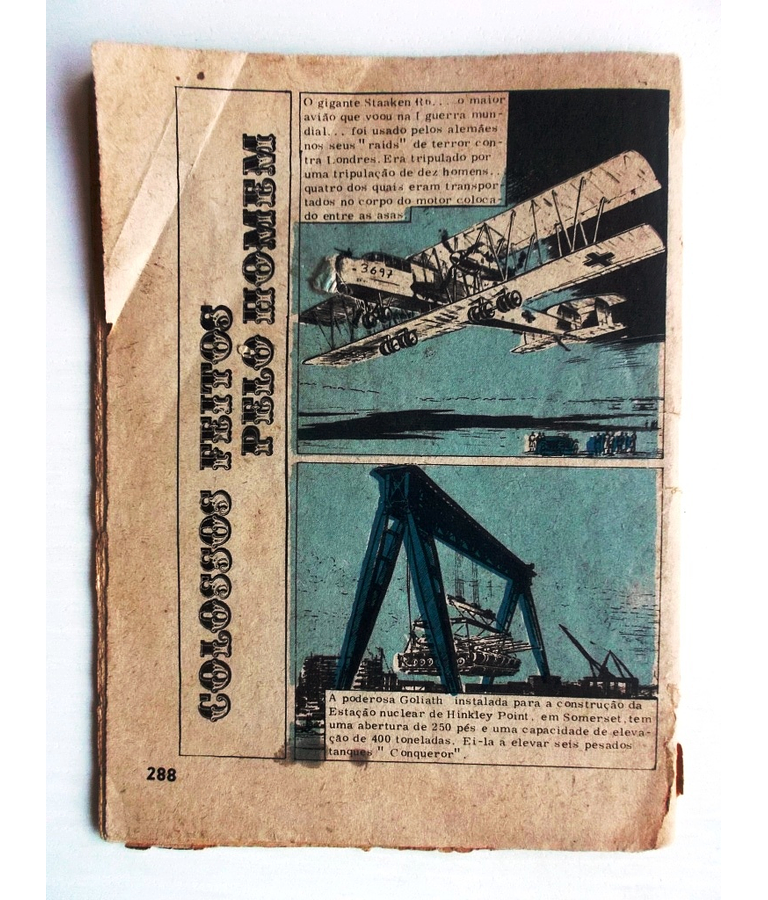 COLOSSOS FEITOS
PELO HOMEM
O gigante Staaken R6....o maior
avião que voou na I guerra mun-
dial... foi usado pelos alemães
nos seus "raids" de terror con-
tra Londres. Era tripulado por
uma tripulação de dez homens..
quatro dos quais eram transpor
tados no corpo do motor coloca-
do entre as asas.
-3697
A poderosa Goliath instalada para a construção da
Estação nuclear de Hinkley Point, em Somerset, tem
uma abertura de 250 pés e uma capacidade de eleva-
ção de 400 toneladas. Ei-la a elevar seis pesados
tanques " Conqueror".
288